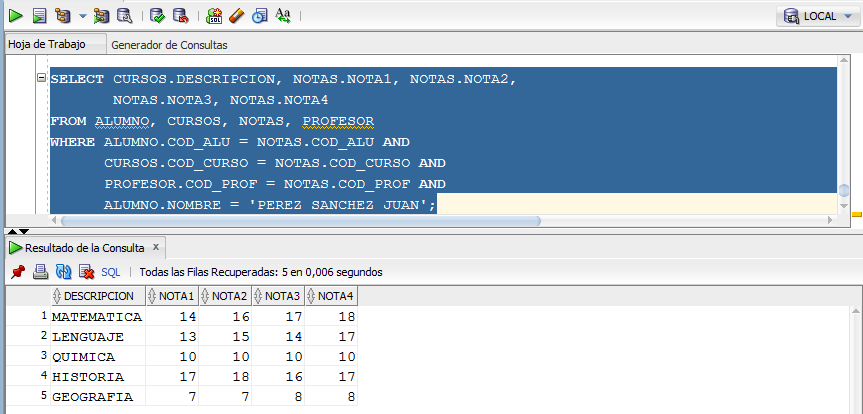 LOCAL
Hoja de Trabajo Generador de Consultas
SELECT CURSOS.DESCRIPCION, NOTAS.NOTA1, NOTAS.NOTA2,
NOTAS.NOTA3, NOTAS.NOTA4
FROM ALUMNO, CURSOS, NOTAS, PROFESOR
WHERE ALUMNO.COD_ALU = NOTAS.COD_ALU AND
CURSOS.COD_CURSO = NOTAS.COD_CURSO AND
PROFESOR.COD_PROF = NOTAS.COD_PROF AND
ALUMNO.NOMBRE = 'PEREZ SANCHEZ JUAN';
Resultado de la Consulta x
SQL | Todas las Filas Recuperadas: 5 en 0,006 segundos
DESCRIPCION NOTA1 NOTA2 NOTA3 NOTA4
1 MATEMATICA 14 16 17 18
2 LENGUAJE 13 15 14 17
3 QUIMICA 10 10 10 10
4 HISTORIA 17 18 16 17
5 GEOGRAFIA 7 7 8 8